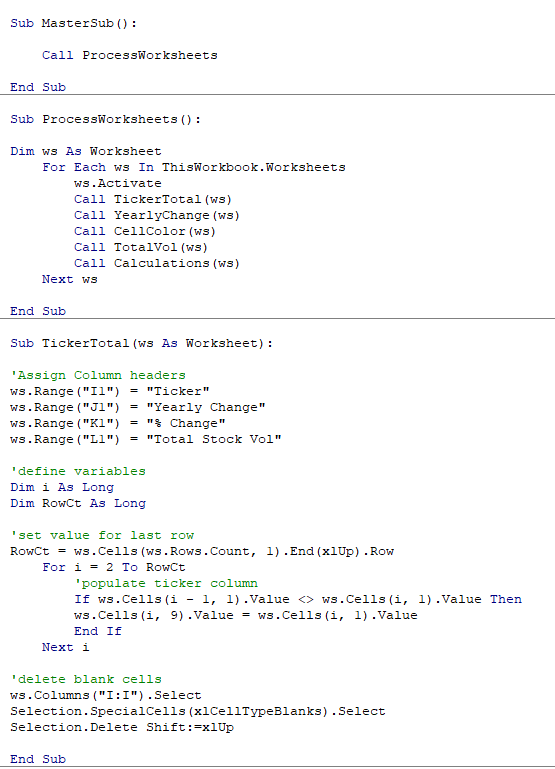 Sub MasterSub():
Call ProcessWorksheets
End Sub
Sub ProcessWorksheets():
Dim ws As Worksheet
For Each ws In ThisWorkbook.Worksheets
ws.Activate
Call TickerTotal(ws)
Call YearlyChange(ws)
Call CellColor(ws)
Call TotalVol(ws)
Call Calculations(ws)
Next ws
End Sub
Sub TickerTotal(ws As Worksheet):
'Assign Column headers
ws.Range("I1") = "Ticker"
ws.Range("J1") = "Yearly Change"
ws.Range("K1") = "% Change"
ws.Range("L1") = "Total Stock Vol"
'define variables
Dim i As Long
Dim RowCt As Long
'set value for last row
RowCt = ws.Cells(ws.Rows.Count, 1).End(xlUp).Row
For i = 2 To RowCt
'populate ticker column
If ws.Cells(i - 1, 1).Value <> ws.Cells(i, 1).Value Then
ws.Cells(i, 9).Value = ws.Cells(i, 1).Value
End If
Next i
'delete blank cells
ws.Columns("I:I").Select
Selection.SpecialCells(xlCellTypeBlanks).Select
Selection.Delete Shift:=xlUp
End Sub